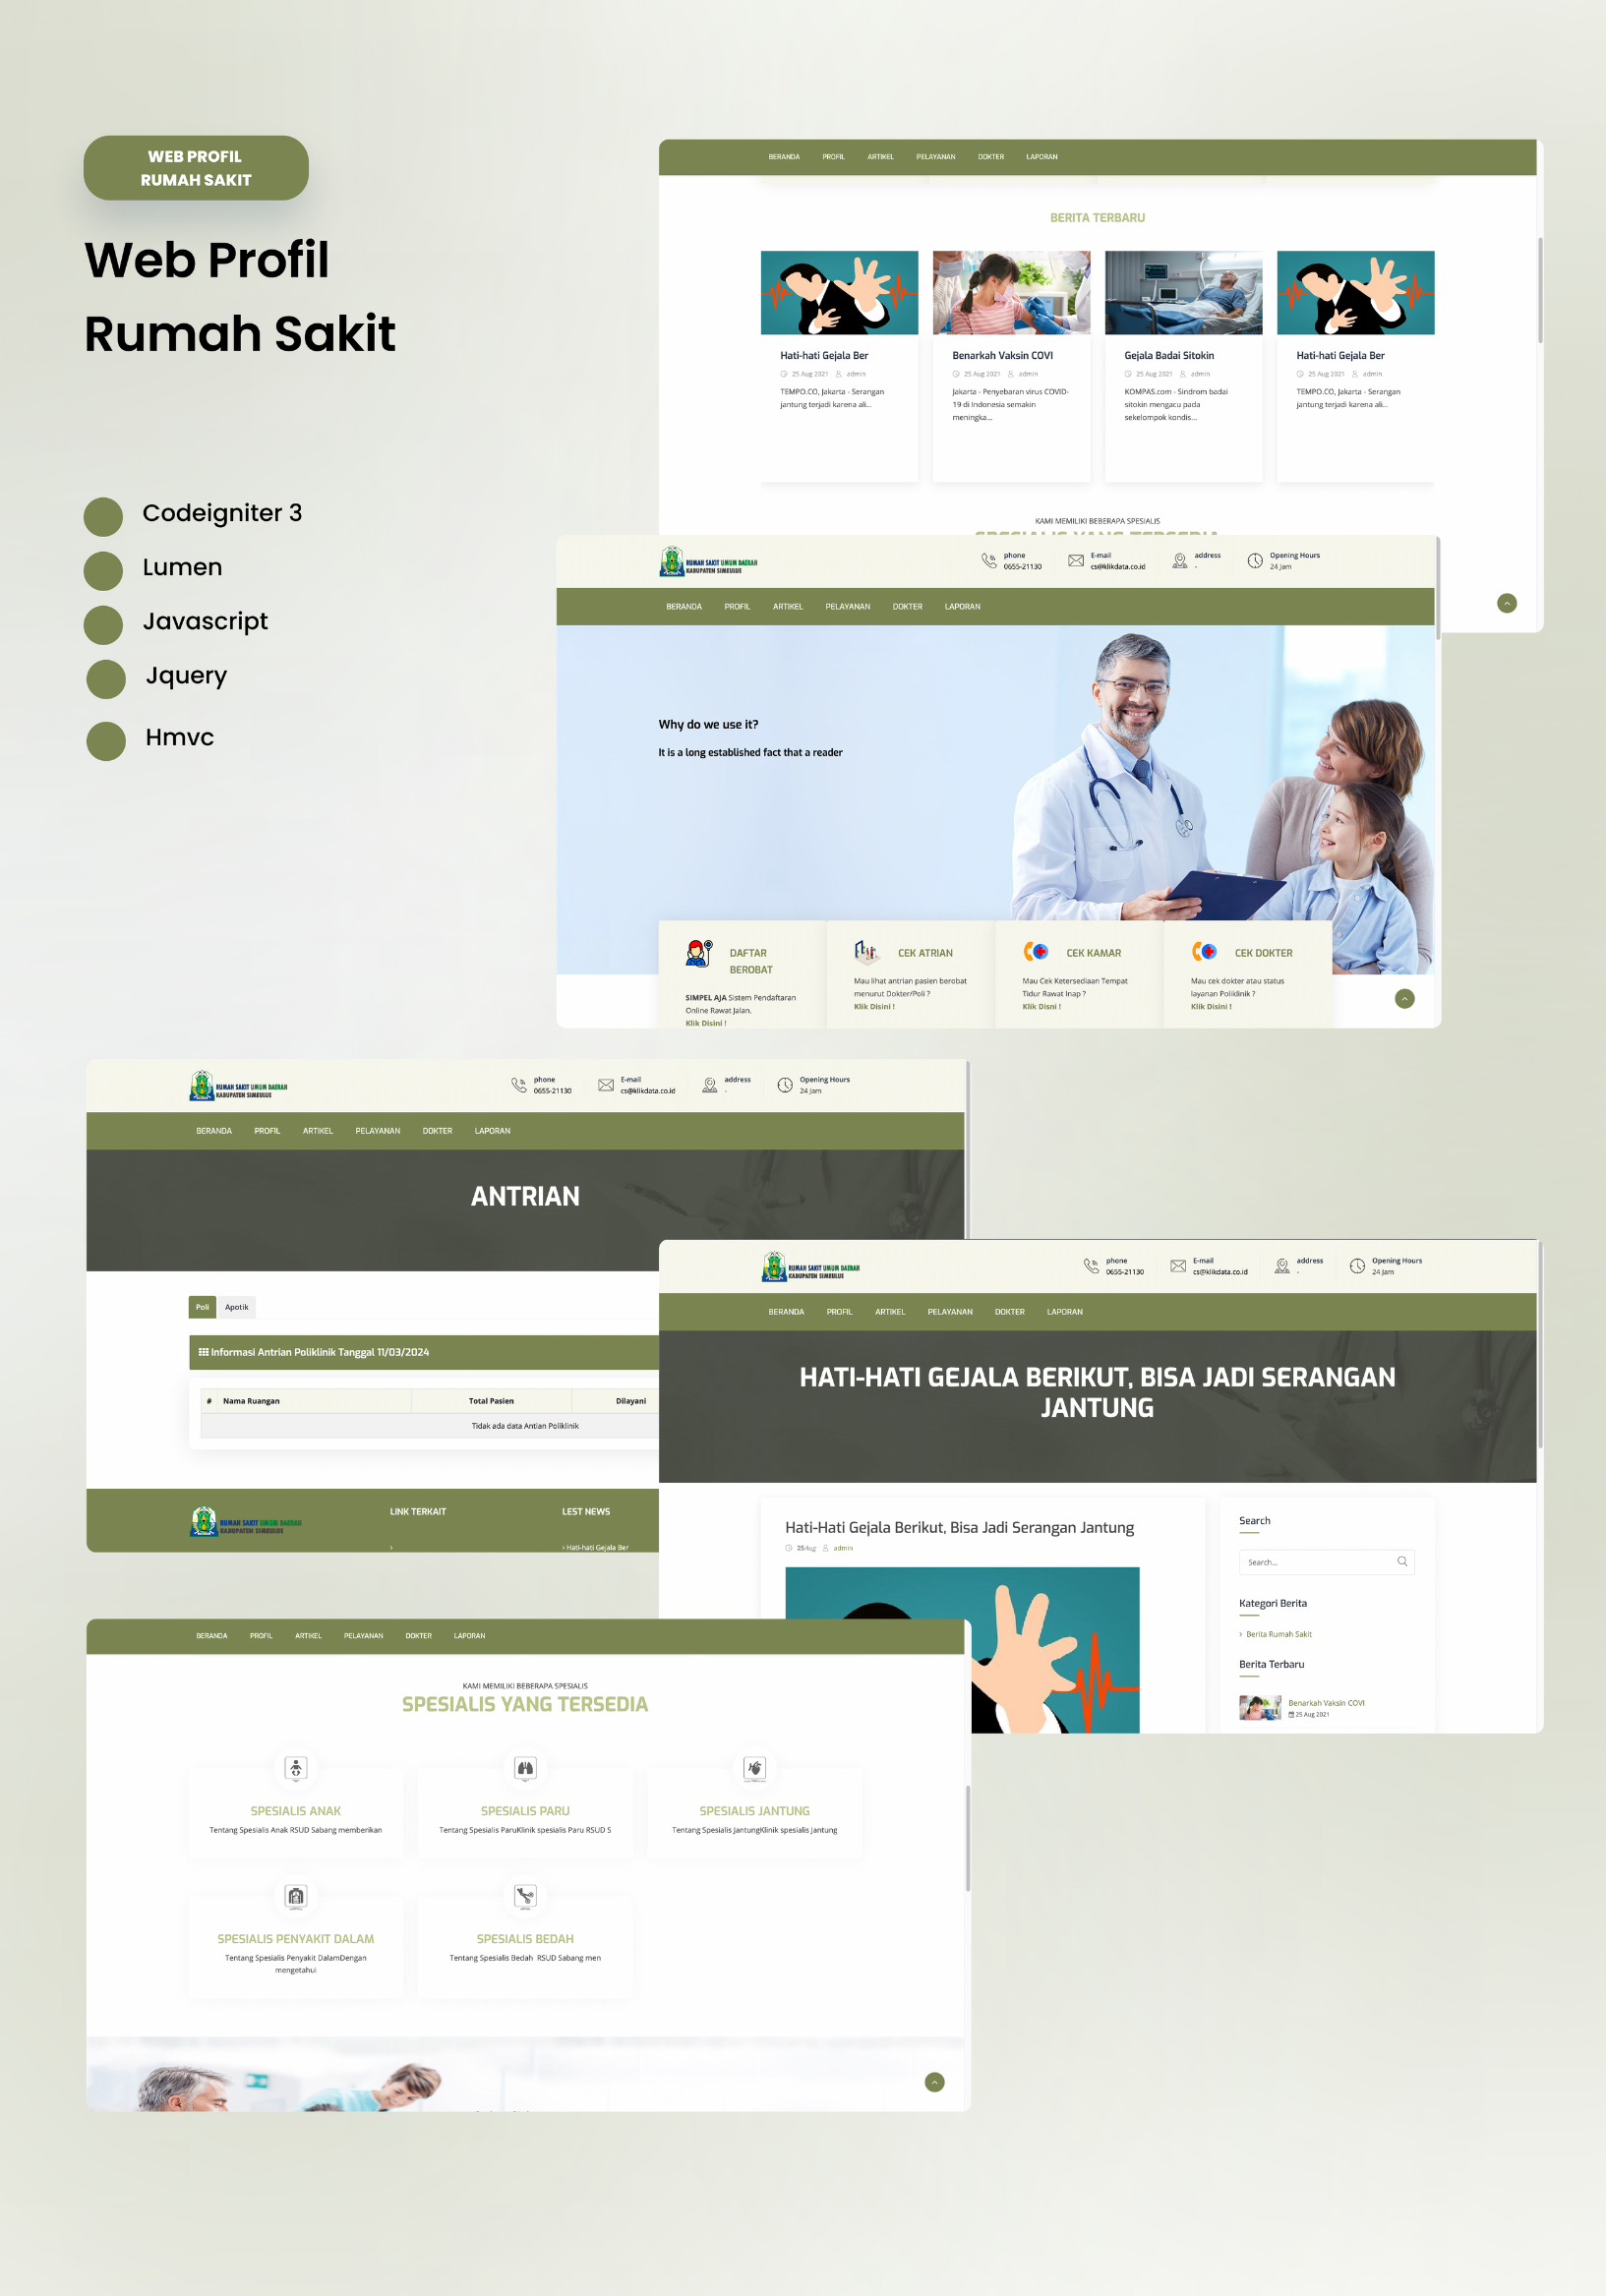 WEB PROFIL
RUMAH SAKIT
Web Profil
Rumah Sakit
Codeigniter 3
Lumen
Javascript
Jquery
Hmvc
BERANDA PROFIL ARTIKEL PELAYANAN DOKTER LAPORAN
BERITA TERBARU
Hati-hati Gejala Ber
25 Aug 2021 admin
TEMPO.CO, Jakarta - Serangan
jantung terjadi karena ali...
Benarkah Vaksin COVI
25 Aug 2021 admin
Jakarta - Penyebaran virus COVID-
19 di Indonesia semakin
meningka...
Gejala Badai Sitokin
25 Aug 2021 admin
KOMPAS.com - Sindrom badai
sitokin mengacu pada
sekelompok kondis...
Hati-hati Gejala Ber
25 Aug 2021 admin
TEMPO.CO, Jakarta - Serangan
jantung terjadi karena ali...
KAMI MEMILIKI BEBERAPA SPESIALIS
SPESIALIS YANG TERSEDIA
RUMAH SAKIT UMUM DAERAH
KABUPATEN SIMEULUE
phone
0655-21130
E-mail
cs@klikdata.co.id
address
-
Opening Hours
24 Jam
BERANDA PROFIL ARTIKEL PELAYANAN DOKTER LAPORAN
Why do we use it?
It is a long established fact that a reader
DAFTAR
BEROBAT
SIMPEL AJA Sistem Pendaftaran
Online Rawat Jalan.
Klik Disini !
CEK ATRIAN
Mau lihat antrian pasien berobat
menurut Dokter/Poli ?
Klik Disini !
CEK KAMAR
Mau Cek Ketersediaan Tempat
Tidur Rawat Inap ?
Klik Disni !
CEK DOKTER
Mau cek dokter atau status
layanan Poliklinik ?
Klik Disini !
RUMAH SAKIT UMUM DAERAH
KABUPATEN SIMEULUE
phone
0655-21130
E-mail
cs@klikdata.co.id
address
-
Opening Hours
24 Jam
BERANDA PROFIL ARTIKEL PELAYANAN DOKTER LAPORAN
ANTRIAN
Poli Apotik
Informasi Antrian Poliklinik Tanggal 11/03/2024
# Nama Ruangan Total Pasien Dilayani
Tidak ada data Antian Poliklinik
RUMAH SAKIT UMUM DAERAH
KABUPATEN SIMEULUE
LINK TERKAIT
›
LEST NEWS
› Hati-hati Gejala Ber
RUMAH SAKIT UMUM DAERAH
KABUPATEN SIMEULUE
phone
0655-21130
E-mail
cs@klikdata.co.id
address
-
Opening Hours
24 Jam
BERANDA PROFIL ARTIKEL PELAYANAN DOKTER LAPORAN
HATI-HATI GEJALA BERIKUT, BISA JADI SERANGAN
JANTUNG
Hati-Hati Gejala Berikut, Bisa Jadi Serangan Jantung
25 Aug admin
Search
Search...
Kategori Berita
› Berita Rumah Sakit
Berita Terbaru
Benarkah Vaksin COVI
25 Aug 2021
BERANDA PROFIL ARTIKEL PELAYANAN DOKTER LAPORAN
KAMI MEMILIKI BEBERAPA SPESIALIS
SPESIALIS YANG TERSEDIA
SPESIALIS ANAK
Tentang Spesialis Anak RSUD Sabang memberikan
SPESIALIS PARU
Tentang Spesialis ParuKlinik spesialis Paru RSUD S
SPESIALIS JANTUNG
Tentang Spesialis JantungKlinik spesialis Jantung
SPESIALIS PENYAKIT DALAM
Tentang Spesialis Penyakit DalamDengan
mengetahui
SPESIALIS BEDAH
Tentang Spesialis Bedah RSUD Sabang men